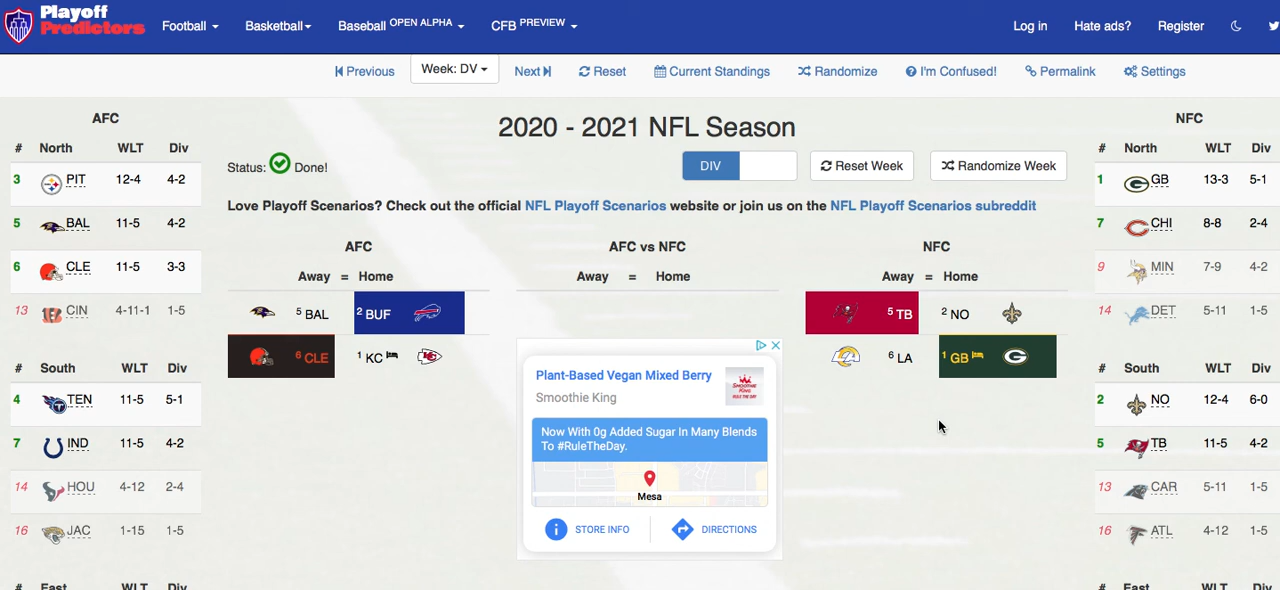 Playoff
Predictors
Football
Basketball
Baseball OPEN ALPHA
CFB PREVIEW
Log in
Hate ads?
Register
Previous
Week: DV
Next
Reset
Current Standings
Randomize
I'm Confused!
Permalink
Settings
AFC
# North WLT Div
3 PIT 12-4 4-2
5 BAL 11-5 4-2
6 CLE 11-5 3-3
13 CIN 4-11-1 1-5
# South WLT Div
4 TEN 11-5 5-1
7 IND 11-5 4-2
14 HOU 4-12 2-4
16 JAC 1-15 1-5
# East WLT Div
2020 - 2021 NFL Season
Status: Done!
DIV
Reset Week
Randomize Week
Love Playoff Scenarios? Check out the official NFL Playoff Scenarios website or join us on the NFL Playoff Scenarios subreddit
AFC
Away = Home
5 BAL 2 BUF
6 CLE 1 KC
AFC vs NFC
Away = Home
NFC
Away = Home
5 TB 2 NO
6 LA 1 GB
Plant-Based Vegan Mixed Berry
Smoothie King
SMOOTHIE KING
RULE THE DAY
Now With 0g Added Sugar In Many Blends
To #RuleTheDay.
Mesa
STORE INFO
DIRECTIONS
NFC
# North WLT Div
1 GB 13-3 5-1
7 CHI 8-8 2-4
9 MIN 7-9 4-2
14 DET 5-11 1-5
# South WLT Div
2 NO 12-4 6-0
5 TB 11-5 4-2
13 CAR 5-11 1-5
16 ATL 4-12 1-5
# East WLT Div